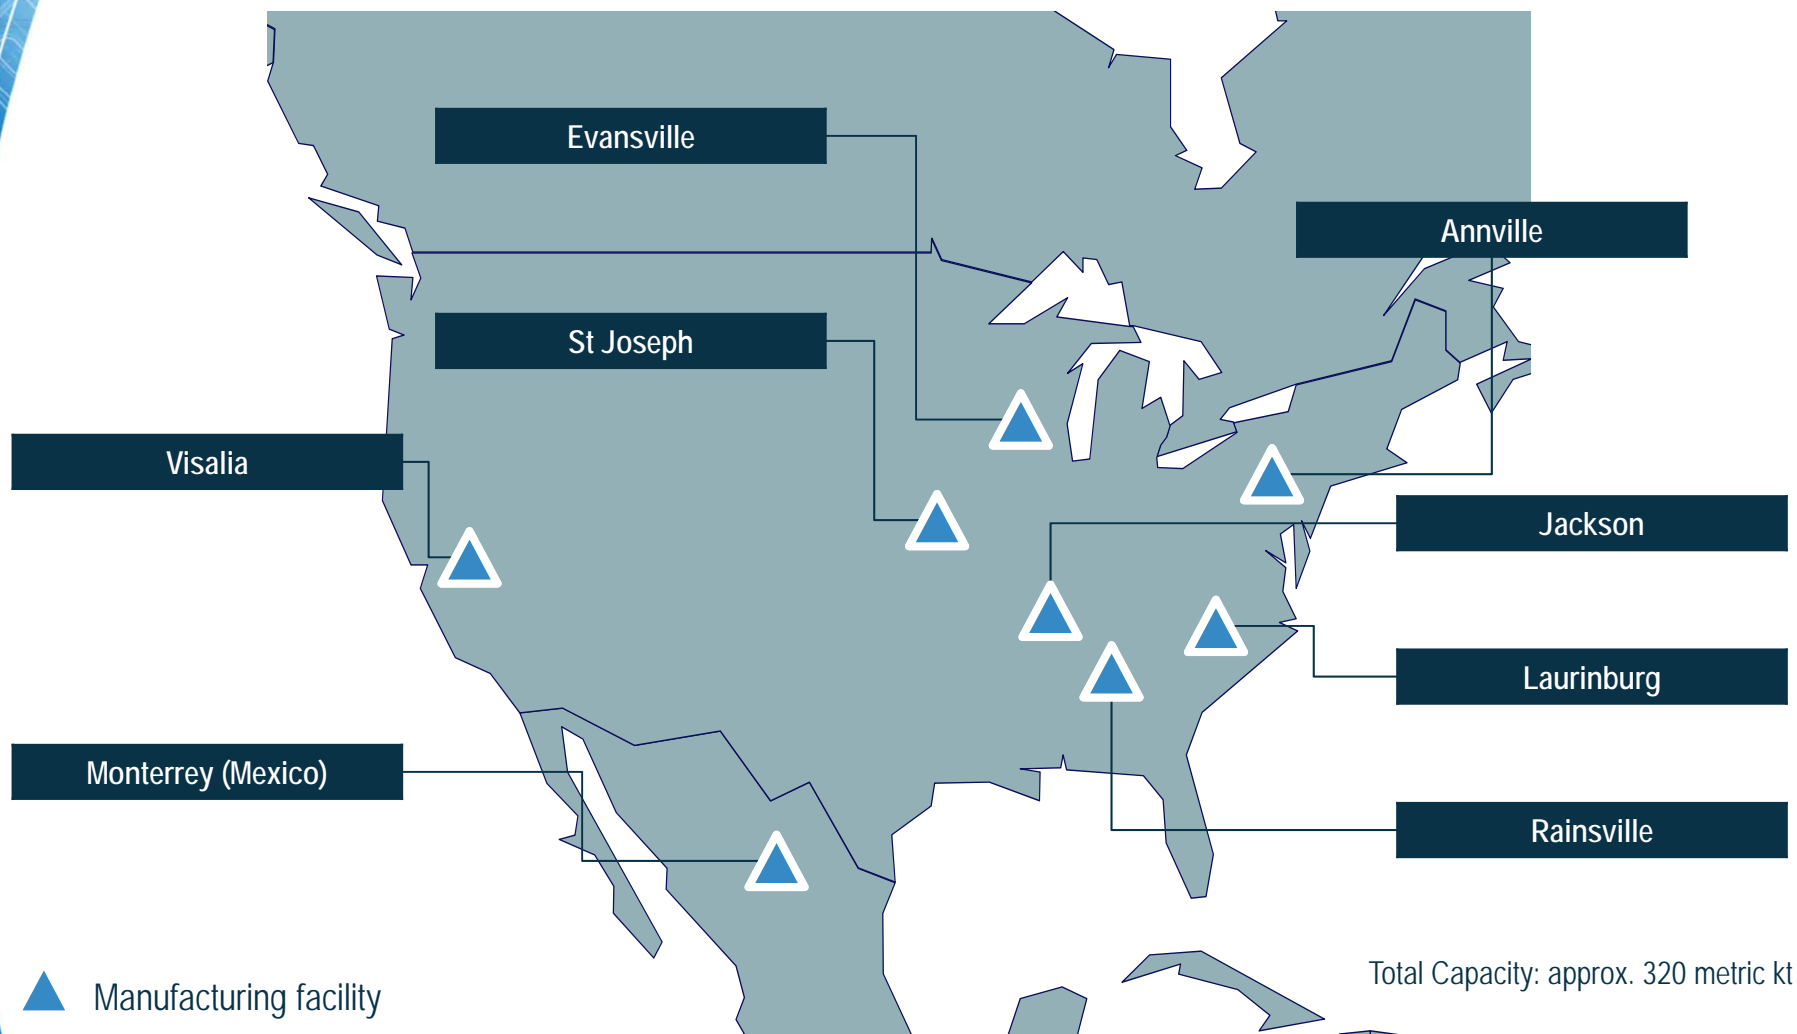 Evansville
Annville
St Joseph
Visalia
Jackson
Laurinburg
Monterrey (Mexico)
Rainsville
Total Capacity: approx. 320 metric kt
Manufacturing facility